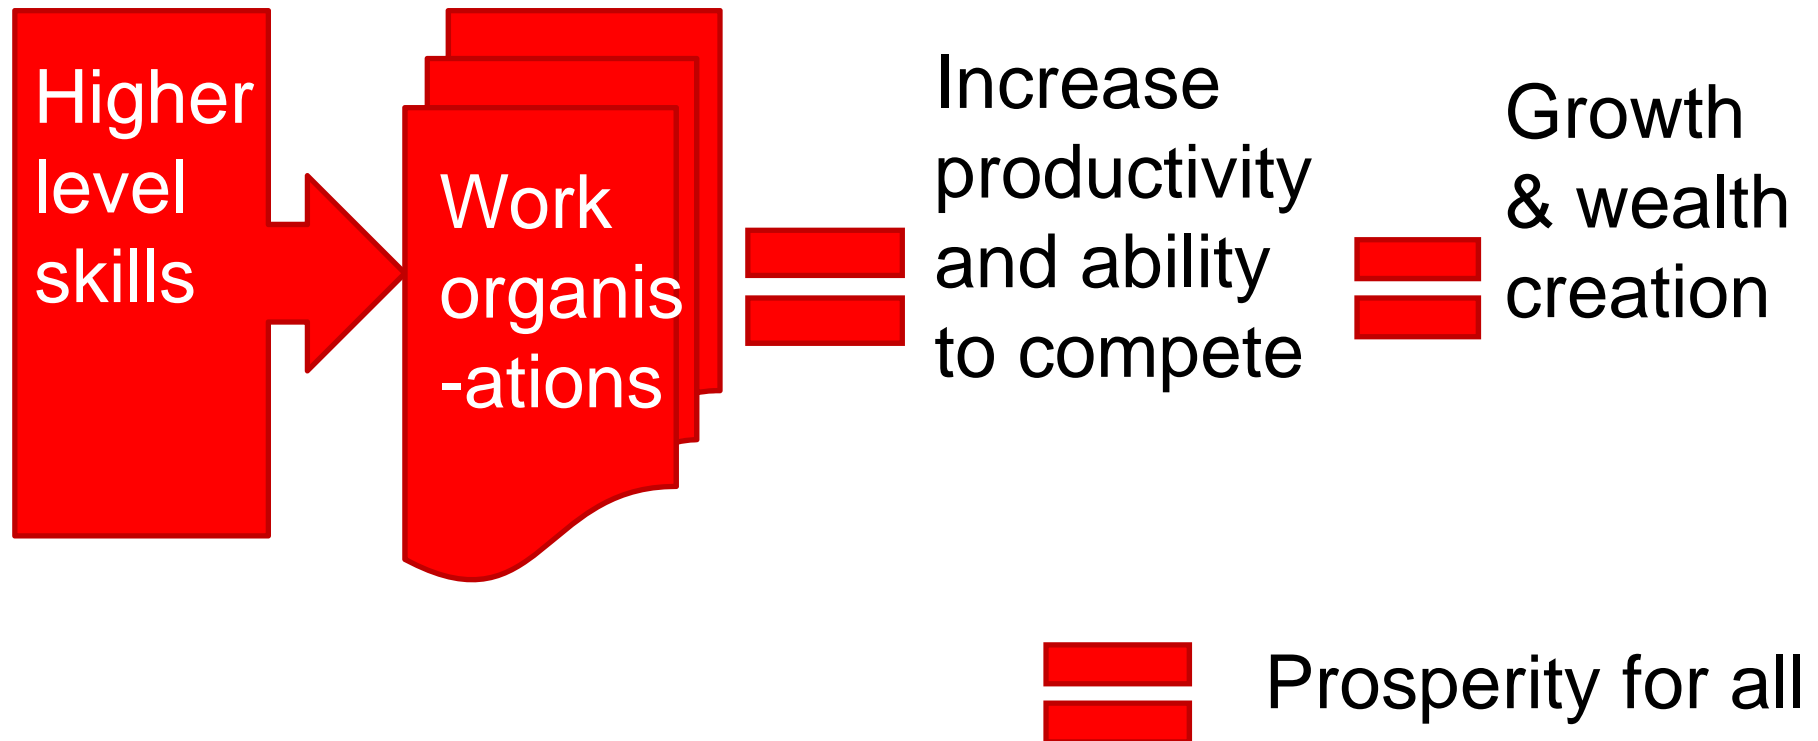 Higher
level
skills
Work
organis
-ations
Increase
productivity
and ability
to compete
Growth
& wealth
creation
Prosperity for all